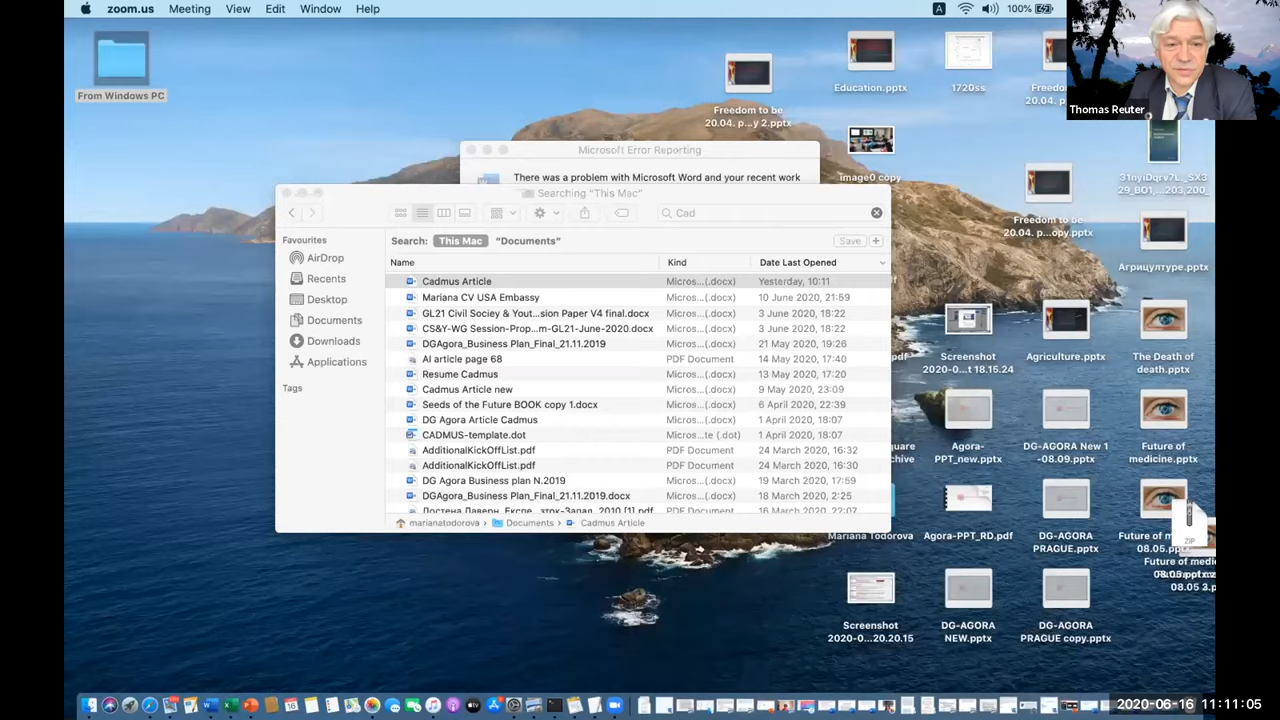 zoom.us Meeting View Edit Window Help
A 100%
From Windows PC
Freedom to be
20.04. p...y 2.pptx
Education.pptx
1720ss
Thomas Reuter
image0 copy
Freedom to be
20.04. p...opy.pptx
Агрицултуре.pptx
Microsoft Error Reporting
There was a problem with Microsoft Word and your recent work
Searching "This Mac"
Cad
Search: This Mac "Documents" Save +
Favourites
AirDrop
Recents
Desktop
Documents
Downloads
Applications
Tags
Name Kind Date Last Opened
Cadmus Article Micros...(.docx) Yesterday, 10:11
Mariana CV USA Embassy Micros...(.docx) 10 June 2020, 21:59
GL21 Civil Sociey & Yout...sion Paper V4 final.docx Micros...(.docx) 3 June 2020, 18:22
CS&Y-WG Session-Prop...m-GL21-June-2020.docx Micros...(.docx) 3 June 2020, 18:22
DGAgora_Business Plan_Final_21.11.2019 Micros...(.docx) 21 May 2020, 19:26
AI article page 68 PDF Document 14 May 2020, 17:40
Resume Cadmus Micros...(.docx) 13 May 2020, 17:20
Cadmus Article new Micros...(.docx) 9 May 2020, 23:09
Seeds of the Future BOOK copy 1.docx Micros...(.docx) 6 April 2020, 22:39
DG Agora Article Cadmus Micros...(.docx) 1 April 2020, 18:07
CADMUS-template.dot Micros...te (.dot) 1 April 2020, 18:07
AdditionalKickOffList.pdf PDF Document 24 March 2020, 16:32
AdditionalKickOffList.pdf PDF Document 24 March 2020, 16:30
DG Agora Business plan N.2019 Micros...(.docx) 19 March 2020, 17:59
DGAgora_Business Plan_Final_21.11.2019.docx Micros...(.docx) 18 March 2020, 2:25
PDF Document 16 March 2020, 22:07
marianatodorova › Documents › Cadmus Article
Screenshot
2020-0...t 18.15.24
Agriculture.pptx
The Death of
death.pptx
Agora-
PPT_new.pptx
DG-AGORA New 1
-08.09.pptx
Future of
medicine.pptx
Mariana Todorova
Agora-PPT_RD.pptx
DG-AGORA
PRAGUE.pptx
ZIP
Screenshot
2020-0...20.20.15
DG-AGORA
NEW.pptx
DG-AGORA
PRAGUE copy.pptx
2020-06-16 11:11:05